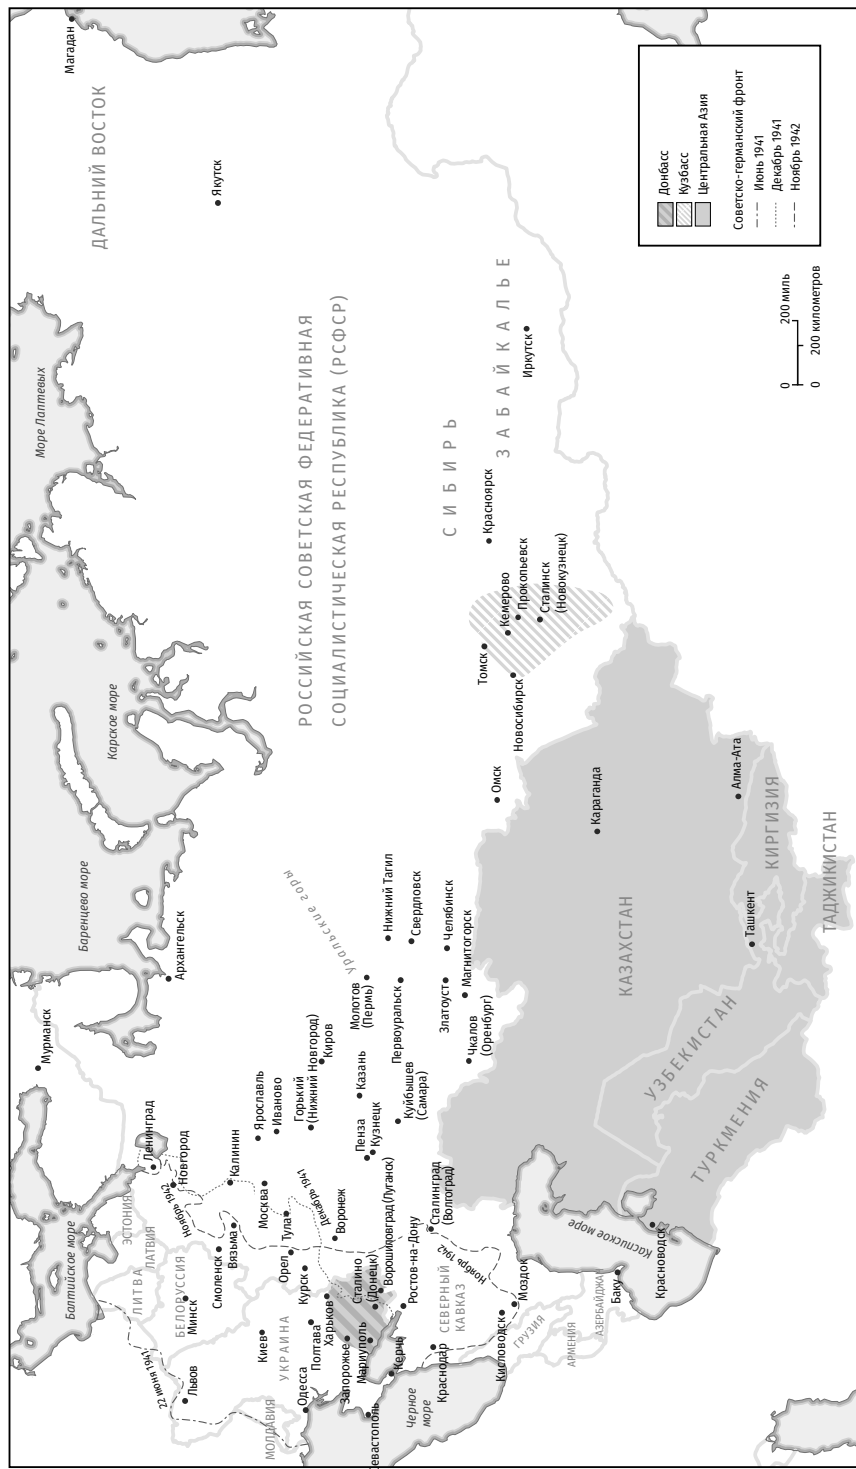 Баренцево море
Карское море
Море Лаптевых
Балтийское море
Черное
море
Каспийское море
Мурманск
Архангельск
Магадан
ДАЛЬНИЙ ВОСТОК
Якутск
РОССИЙСКАЯ СОВЕТСКАЯ ФЕДЕРАТИВНАЯ
СОЦИАЛИСТИЧЕСКАЯ РЕСПУБЛИКА (РСФСР)
СИБИРЬ
ЗАБАЙКАЛЬЕ
Иркутск
Красноярск
Томск
Кемерово
Прокопьевск
Сталинск
(Новокузнецк)
Новосибирск
Омск
Уральские горы
Нижний Тагил
Свердловск
Челябинск
Молотов
(Пермь)
Первоуральск
Златоуст
Магнитогорск
Чкалов
(Оренбург)
Горький
(Нижний Новгород)
Киров
Казань
Куйбышев
(Самара)
Пенза
Кузнецк
Ярославль
Иваново
Ленинград
Новгород
Калинин
Москва
Тула
Вязьма
Смоленск
Орел
Курск
Воронеж
Ноябрь 1942
Декабрь 1941
22 июня 1941
Ноябрь 1942
ЭСТОНИЯ
ЛАТВИЯ
ЛИТВА
БЕЛОРУССИЯ
Минск
Львов
Киев
УКРАИНА
МОЛДАВИЯ
Одесса
Полтава
Харьков
Запорожье
Мариуполь
Сталино
(Донецк)
Ворошиловград (Луганск)
Ростов-на-Дону
Сталинград
(Волгоград)
Севастополь
Керчь
Краснодар
СЕВЕРНЫЙ
КАВКАЗ
Кисловодск
Моздок
ГРУЗИЯ
АРМЕНИЯ
АЗЕРБАЙДЖАН
Баку
Красноводск
КАЗАХСТАН
Караганда
Алма-Ата
КИРГИЗИЯ
Ташкент
ТАДЖИКИСТАН
УЗБЕКИСТАН
ТУРКМЕНИЯ
Донбасс
Кузбасс
Центральная Азия
Советско-германский фронт
Июнь 1941
Декабрь 1941
Ноябрь 1942
0 200 миль
0 200 километров